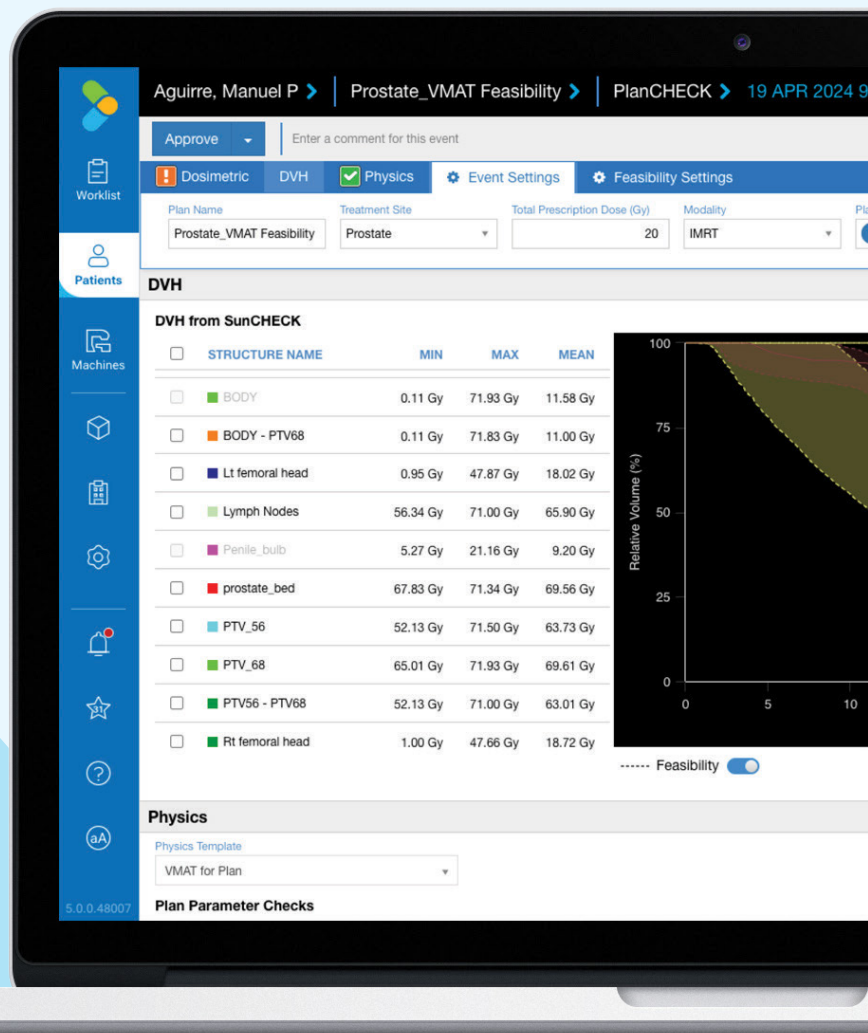 Aguirre, Manuel P
Prostate_VMAT Feasibility
PlanCHECK
19 APR 2024 9
Approve
Enter a comment for this event
Dosimetric
DVH
Physics
Event Settings
Feasibility Settings
Plan Name
Treatment Site
Total Prescription Dose (Gy)
Modality
Pla
Prostate_VMAT Feasibility
Prostate
20
IMRT
Worklist
Patients
Machines
31
?
aA
5.0.0.48007
DVH
DVH from SunCHECK
STRUCTURE NAME MIN MAX MEAN
BODY 0.11 Gy 71.93 Gy 11.58 Gy
BODY - PTV68 0.11 Gy 71.83 Gy 11.00 Gy
Lt femoral head 0.95 Gy 47.87 Gy 18.02 Gy
Lymph Nodes 56.34 Gy 71.00 Gy 65.90 Gy
Penile_bulb 5.27 Gy 21.16 Gy 9.20 Gy
prostate_bed 67.83 Gy 71.34 Gy 69.56 Gy
PTV_56 52.13 Gy 71.50 Gy 63.73 Gy
PTV_68 65.01 Gy 71.93 Gy 69.61 Gy
PTV56 - PTV68 52.13 Gy 71.00 Gy 63.01 Gy
Rt femoral head 1.00 Gy 47.66 Gy 18.72 Gy
Relative Volume (%)
100
75
50
25
0
0 5 10
------ Feasibility
Physics
Physics Template
VMAT for Plan
Plan Parameter Checks